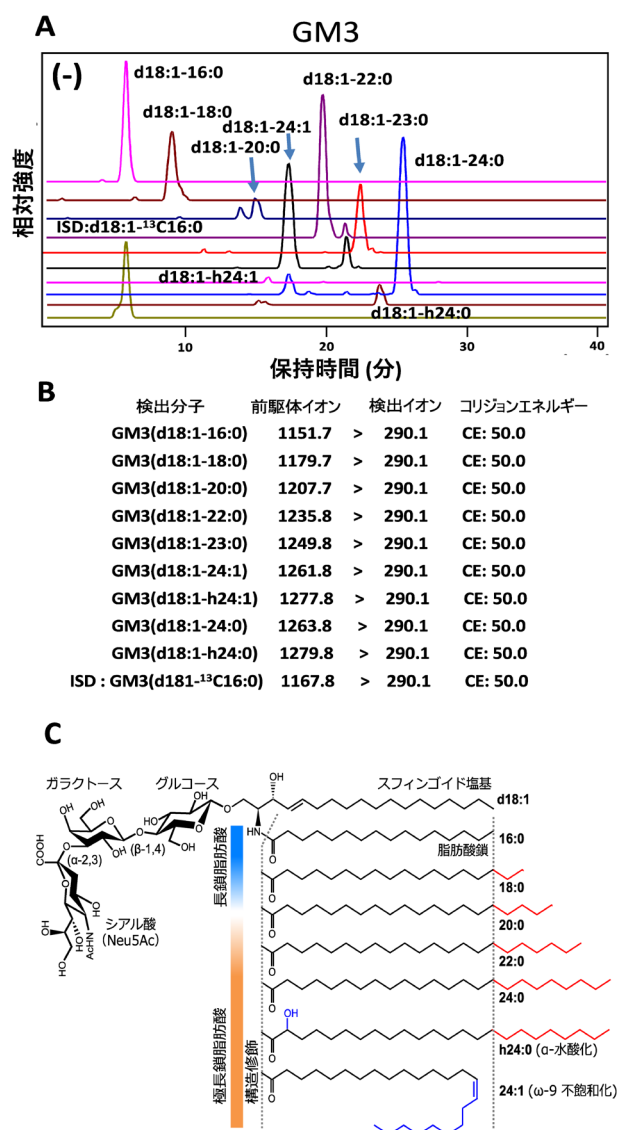 A
GM3
(-)
d18:1-16:0
d18:1-22:0
d18:1-18:0
d18:1-24:1
d18:1-23:0
d18:1-20:0
d18:1-24:0
ISD:d18:1-¹³C16:0
d18:1-h24:1
d18:1-h24:0
相対強度
10 20 30 40
保持時間 (分)
B
検出分子 前駆体イオン 検出イオン コリジョンエネルギー
GM3(d18:1-16:0) 1151.7 > 290.1 CE: 50.0
GM3(d18:1-18:0) 1179.7 > 290.1 CE: 50.0
GM3(d18:1-20:0) 1207.7 > 290.1 CE: 50.0
GM3(d18:1-22:0) 1235.8 > 290.1 CE: 50.0
GM3(d18:1-23:0) 1249.8 > 290.1 CE: 50.0
GM3(d18:1-24:1) 1261.8 > 290.1 CE: 50.0
GM3(d18:1-h24:1) 1277.8 > 290.1 CE: 50.0
GM3(d18:1-24:0) 1263.8 > 290.1 CE: 50.0
GM3(d18:1-h24:0) 1279.8 > 290.1 CE: 50.0
ISD : GM3(d181-¹³C16:0) 1167.8 > 290.1 CE: 50.0
C
ガラクトース グルコース スフィンゴイド塩基
OH
d18:1
OH
OH
OH
O
O
O
O
HO
OH
O
HN
16:0
脂肪酸鎖
O
(α-2,3)
OH
(β-1,4)
OH
OH
O
COOH
O
18:0
O
シアル酸
(Neu5Ac)
OH
AcHN
HO
HO
OH
HO
20:0
O
22:0
O
24:0
O
OH
h24:0 (α-水酸化)
O
24:1 (ω-9 不飽和化)
O
長鎖脂肪酸
極長鎖脂肪酸
構造修飾